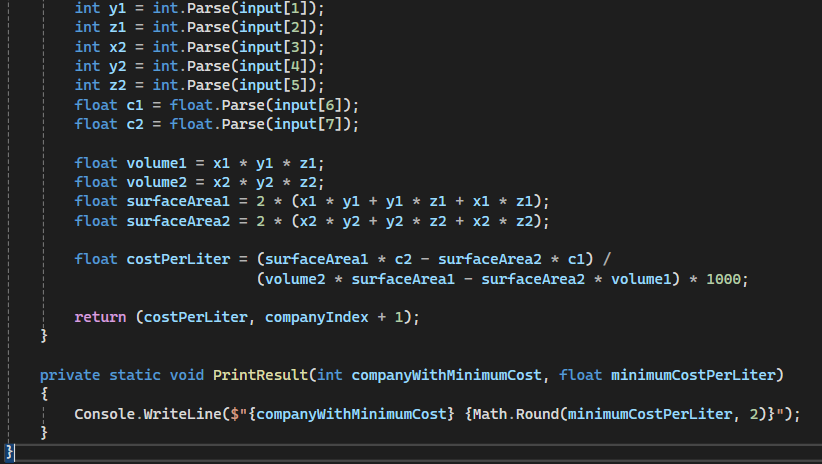 int y1 = int.Parse(input[1]);
int z1 = int.Parse(input[2]);
int x2 = int.Parse(input[3]);
int y2 = int.Parse(input[4]);
int z2 = int.Parse(input[5]);
float c1 = float.Parse(input[6]);
float c2 = float.Parse(input[7]);
float volume1 = x1 * y1 * z1;
float volume2 = x2 * y2 * z2;
float surfaceArea1 = 2 * (x1 * y1 + y1 * z1 + x1 * z1);
float surfaceArea2 = 2 * (x2 * y2 + y2 * z2 + x2 * z2);
float costPerLiter = (surfaceArea1 * c2 - surfaceArea2 * c1) /
(volume2 * surfaceArea1 - surfaceArea2 * volume1) * 1000;
return (costPerLiter, companyIndex + 1);
}
private static void PrintResult(int companyWithMinimumCost, float minimumCostPerLiter)
{
Console.WriteLine($"{companyWithMinimumCost} {Math.Round(minimumCostPerLiter, 2)}");
}
}